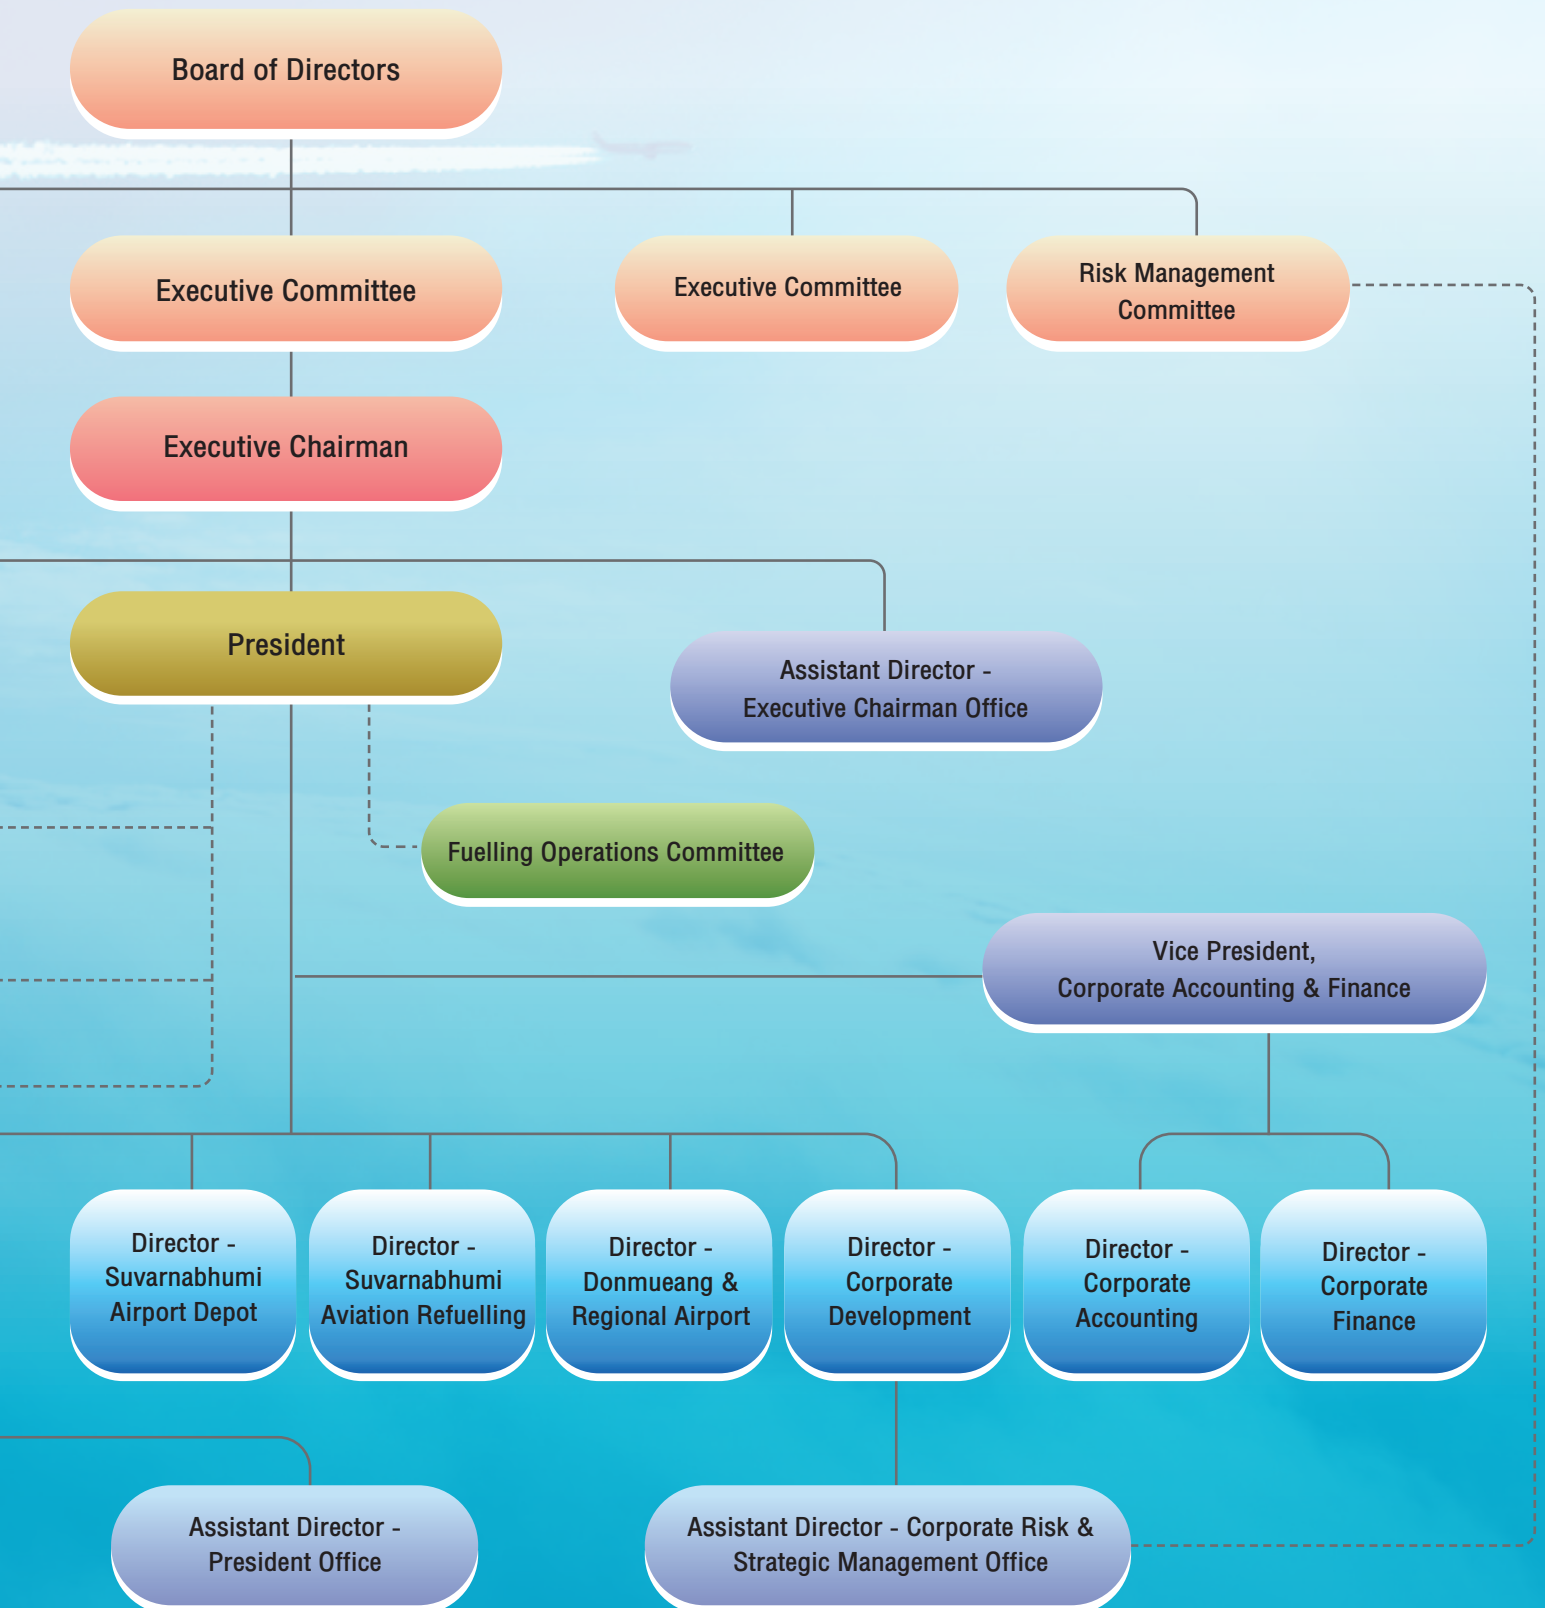 Board of Directors
Executive Committee
Executive Committee
Risk Management
Committee
Executive Chairman
President
Assistant Director -
Executive Chairman Office
Fuelling Operations Committee
Vice President,
Corporate Accounting & Finance
Director -
Suvarnabhumi
Airport Depot
Director -
Suvarnabhumi
Aviation Refuelling
Director -
Donmueang &
Regional Airport
Director -
Corporate
Development
Director -
Corporate
Accounting
Director -
Corporate
Finance
Assistant Director -
President Office
Assistant Director - Corporate Risk &
Strategic Management Office